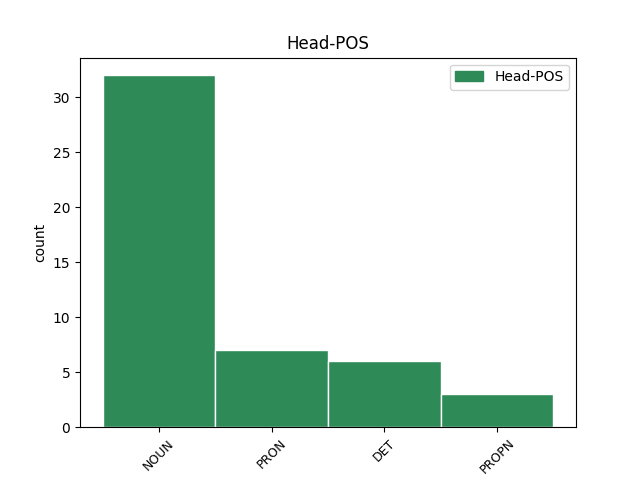 Head-POS
Head-POS
30
25
20
15
10
5
0
count
NOUN
PRON
DET
PROPN